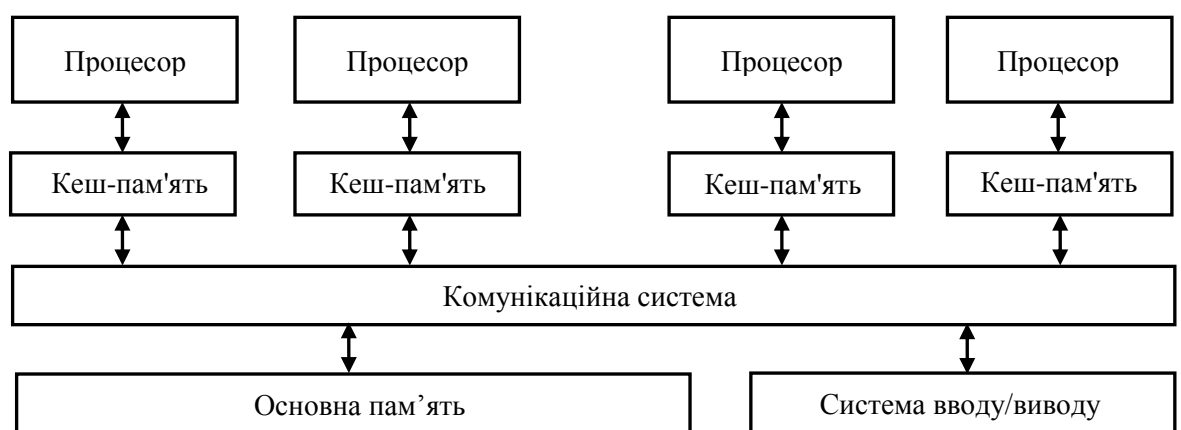 Процесор
Процесор
Процесор
Процесор
Кеш-пам'ять
Кеш-пам'ять
Кеш-пам'ять
Кеш-пам'ять
Комунікаційна система
Основна пам’ять
Система вводу/виводу